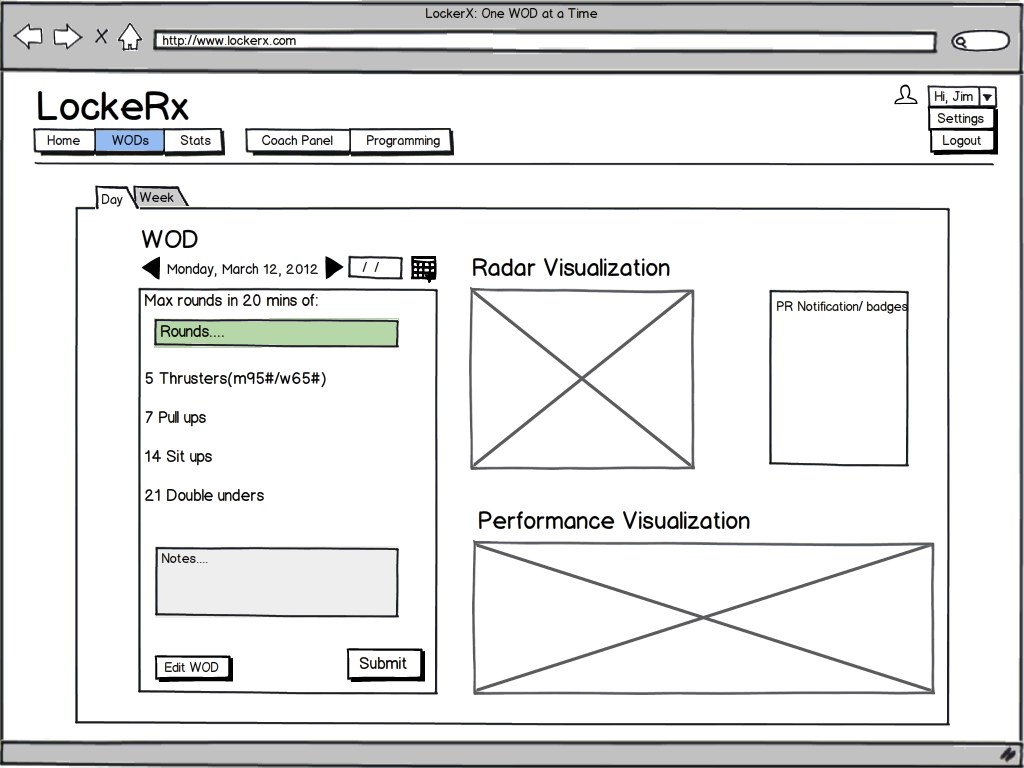 LockerX: One WOD at a Time
http://www.lockerx.com
LockeRx
Hi, Jim
Settings
Logout
Home WODs Stats Coach Panel Programming
Day Week
WOD
Monday, March 12, 2012 / /
Max rounds in 20 mins of:
Rounds....
5 Thrusters(m95#/w65#)
7 Pull ups
14 Sit ups
21 Double unders
Notes....
Edit WOD Submit
Radar Visualization
PR Notification/ badges
Performance Visualization